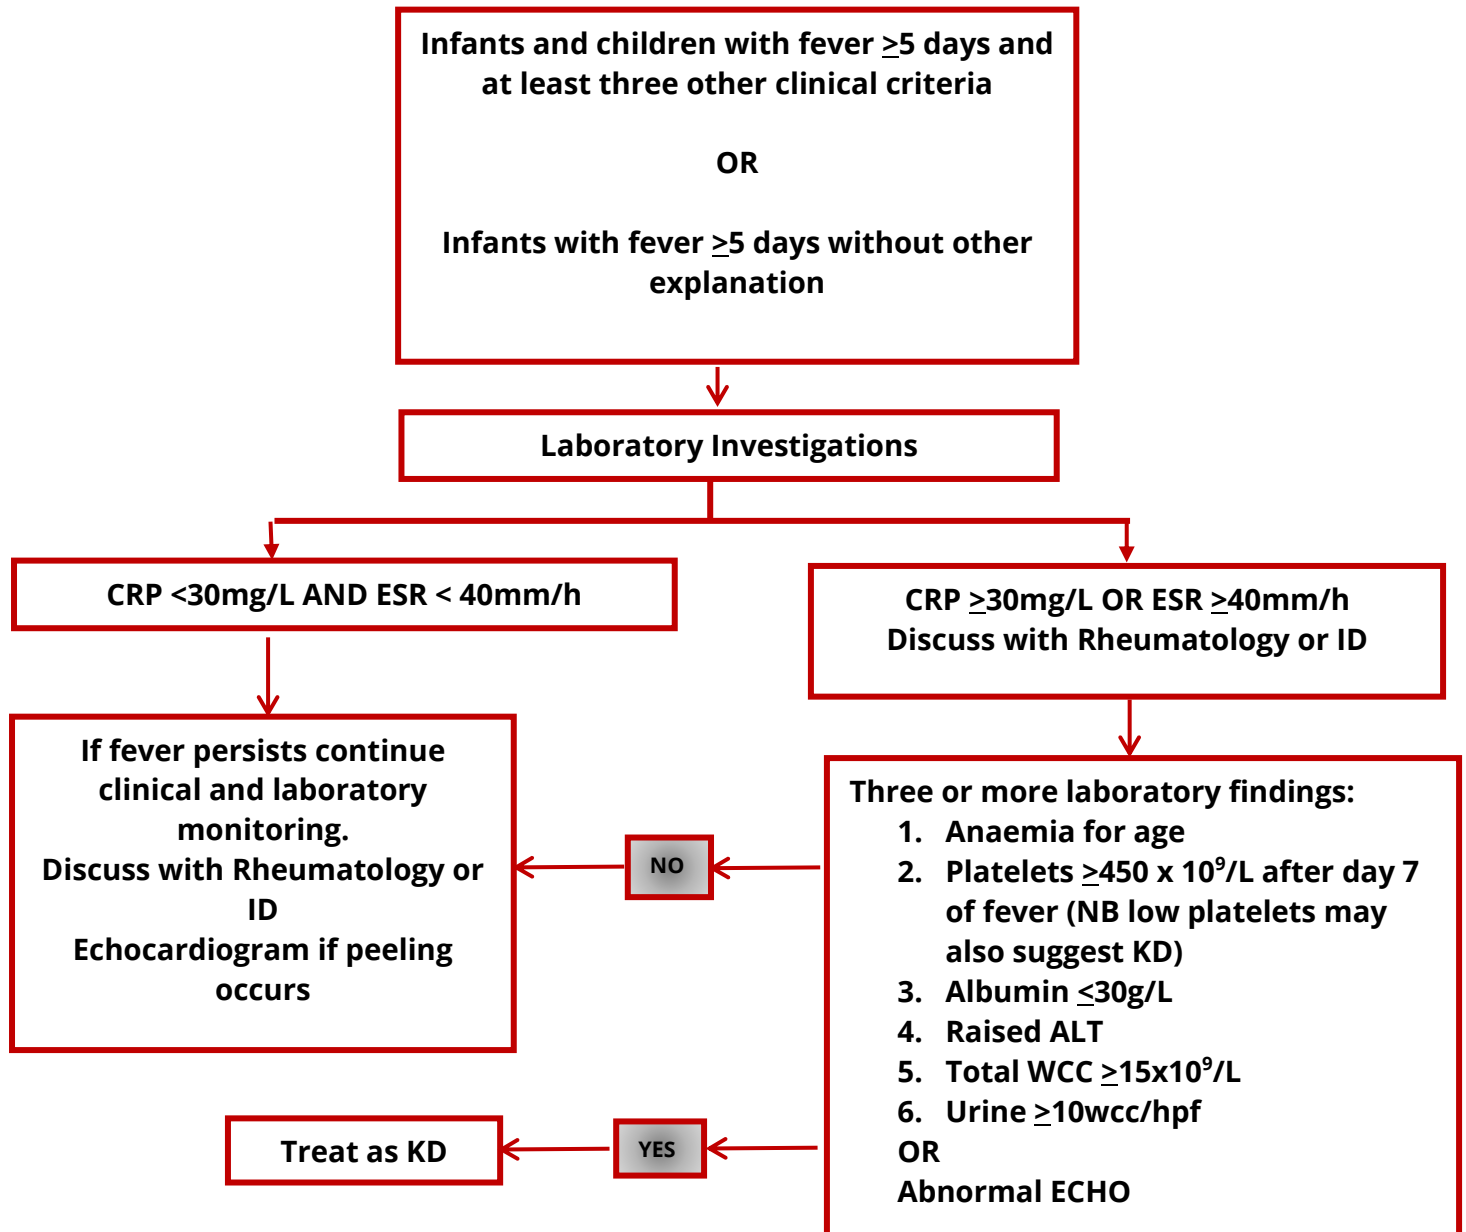 Infants and children with fever ≥5 days and
at least three other clinical criteria
OR
Infants with fever ≥5 days without other
explanation
Laboratory Investigations
CRP <30mg/L AND ESR < 40mm/h
CRP ≥30mg/L OR ESR ≥40mm/h
Discuss with Rheumatology or ID
If fever persists continue
clinical and laboratory
monitoring.
Discuss with Rheumatology or
ID
Echocardiogram if peeling
occurs
NO
Three or more laboratory findings:
1. Anaemia for age
2. Platelets ≥450 x 10⁹/L after day 7
of fever (NB low platelets may
also suggest KD)
3. Albumin ≤30g/L
4. Raised ALT
5. Total WCC ≥15x10⁹/L
6. Urine ≥10wcc/hpf
OR
Abnormal ECHO
YES
Treat as KD